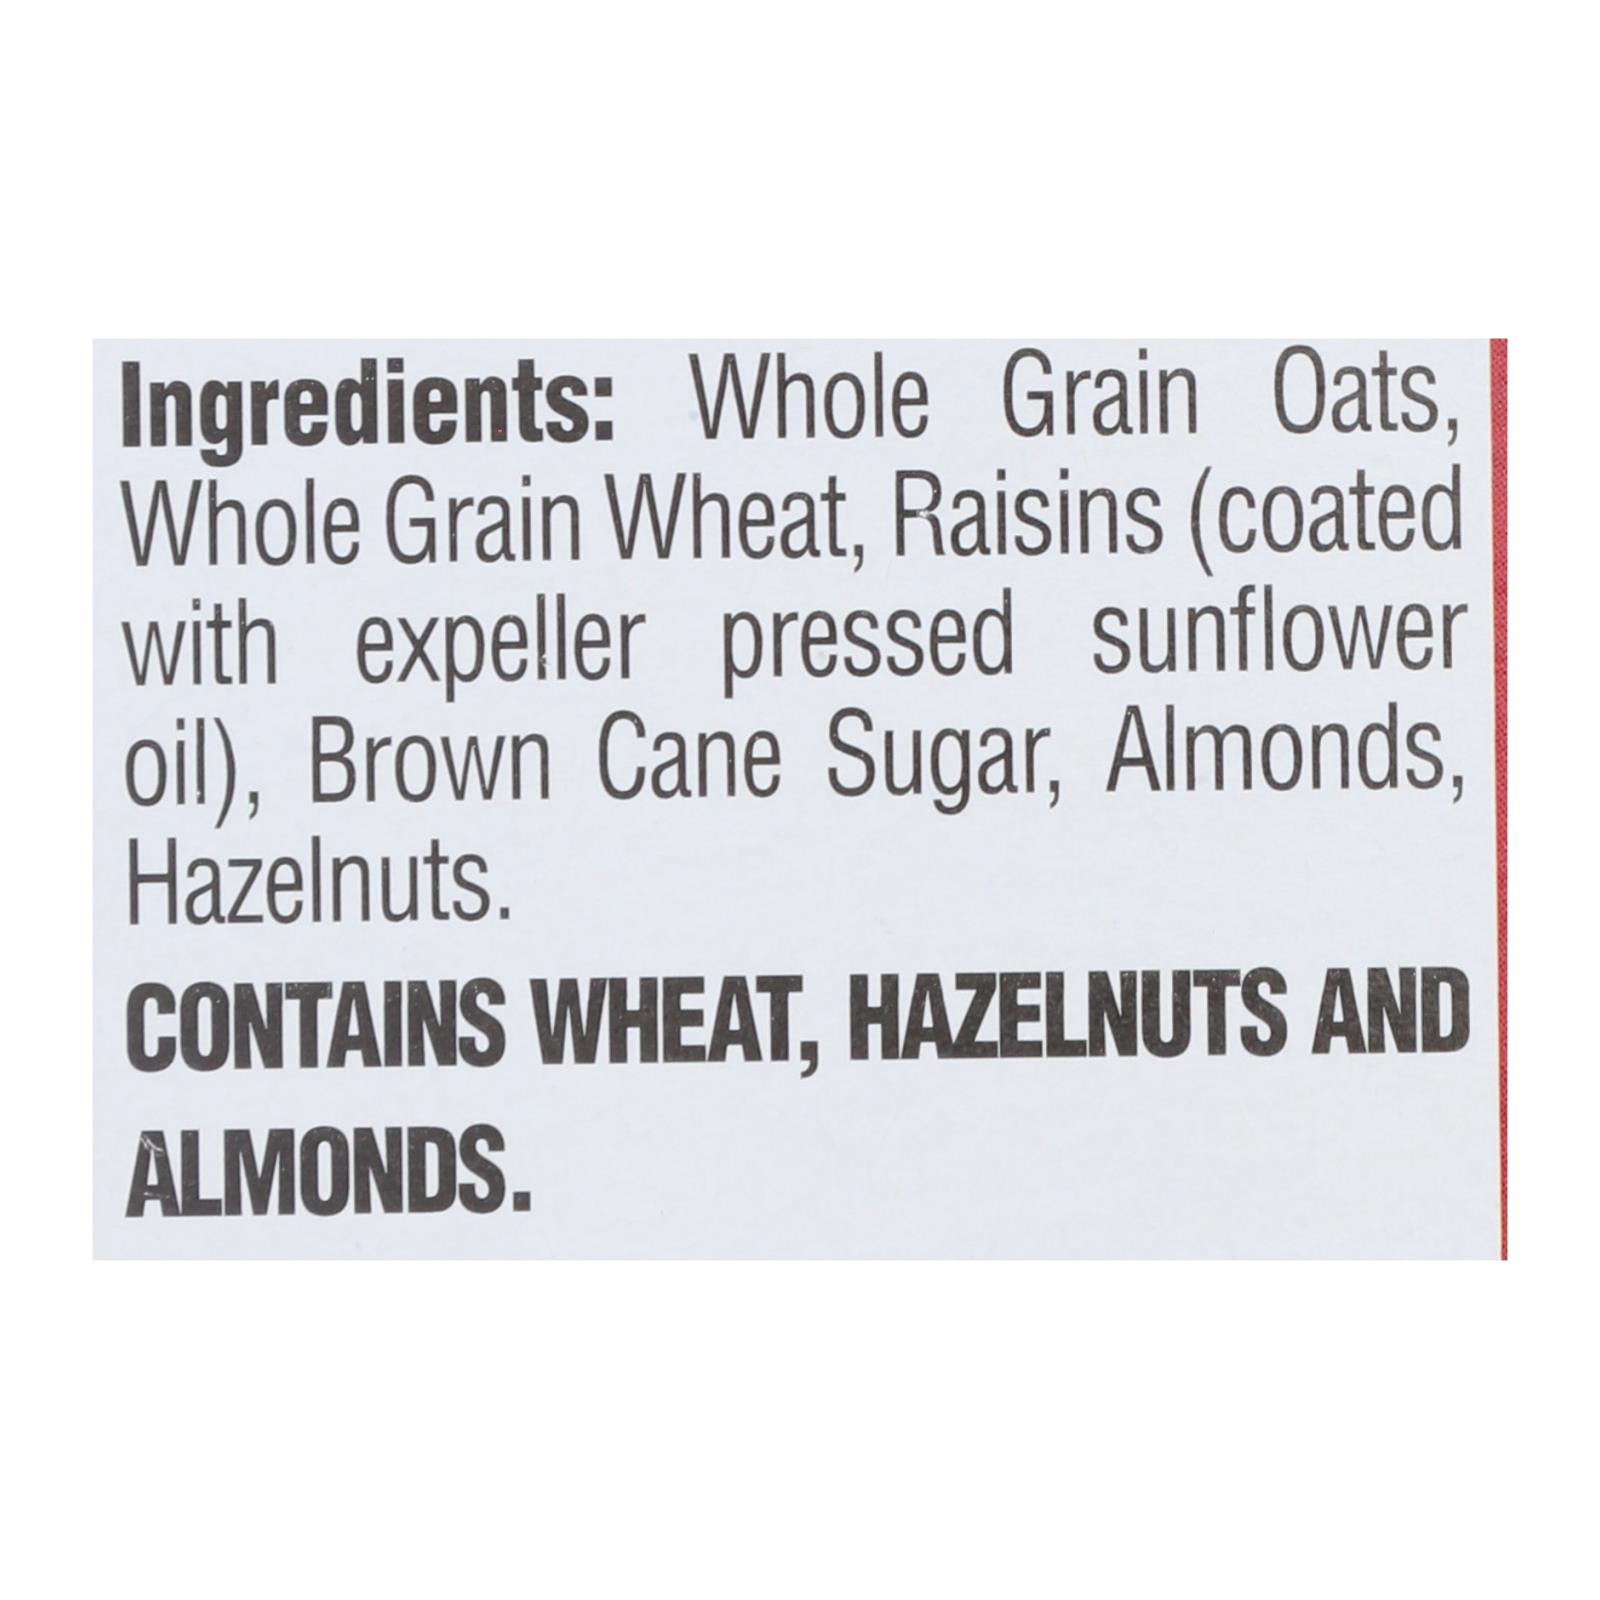 Ingredients: Whole Grain Oats,
Whole Grain Wheat, Raisins (coated
with expeller pressed sunflower
oil), Brown Cane Sugar, Almonds,
Hazelnuts.
CONTAINS WHEAT, HAZELNUTS AND
ALMONDS.